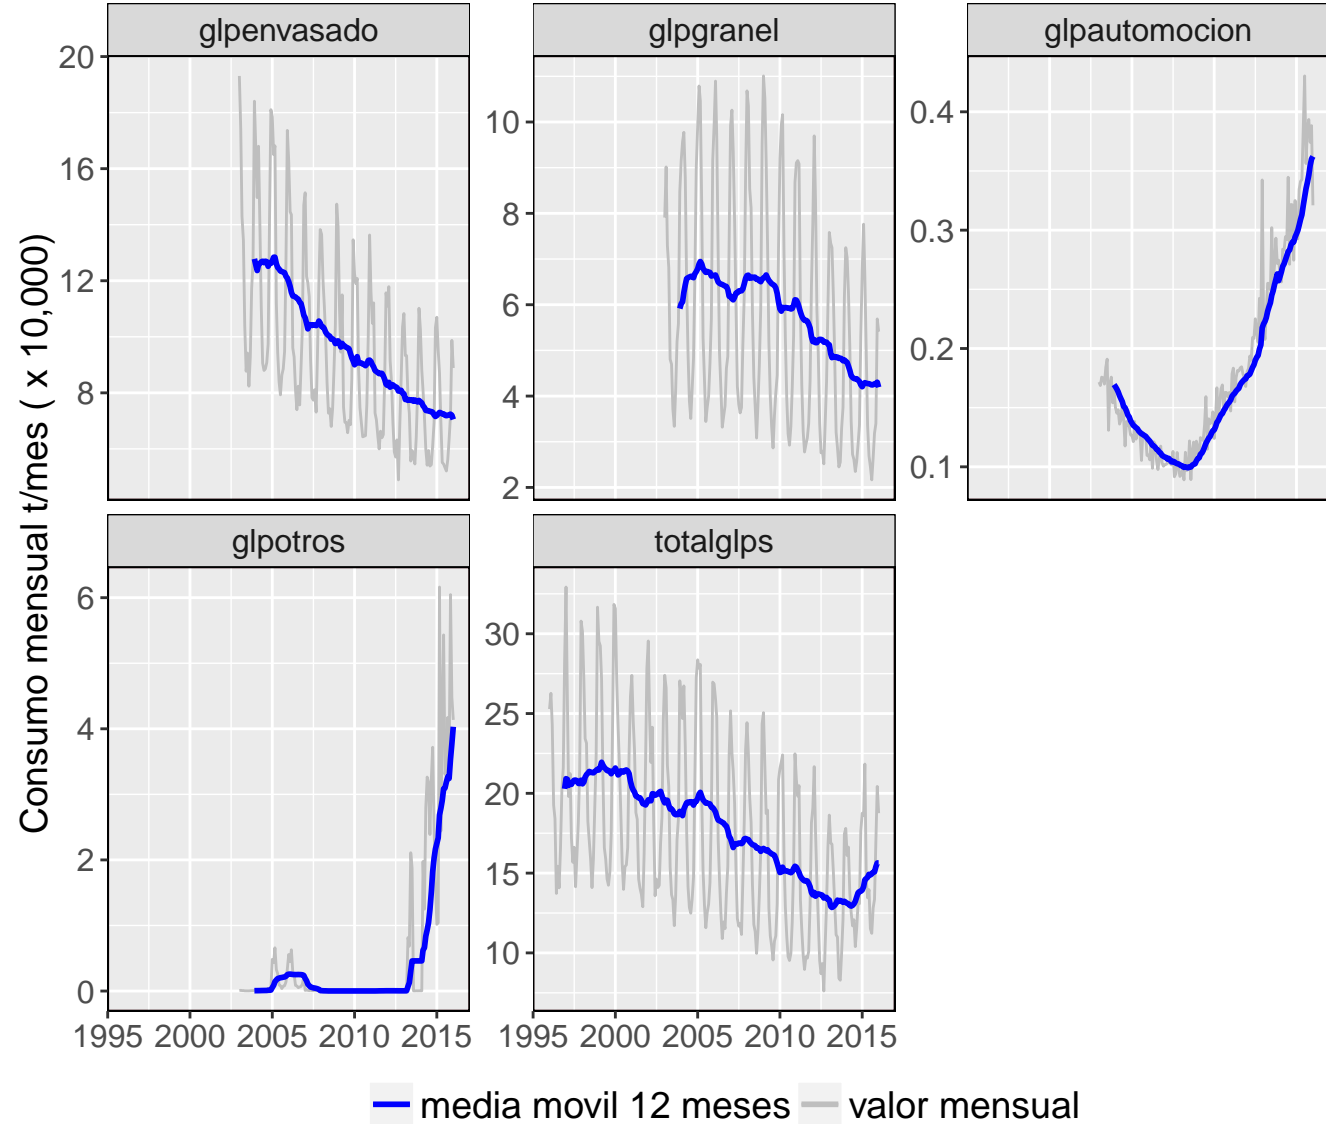 glpenvasado
glpgranel
glpautomocion
20
16
12
8
10
8
6
4
2
0.4
0.3
0.2
0.1
Consumo mensual t/mes ( x 10,000)
glpotros
totalglps
6
4
2
0
30
25
20
15
10
1995 2000 2005 2010 2015
1995 2000 2005 2010 2015
media movil 12 meses
valor mensual